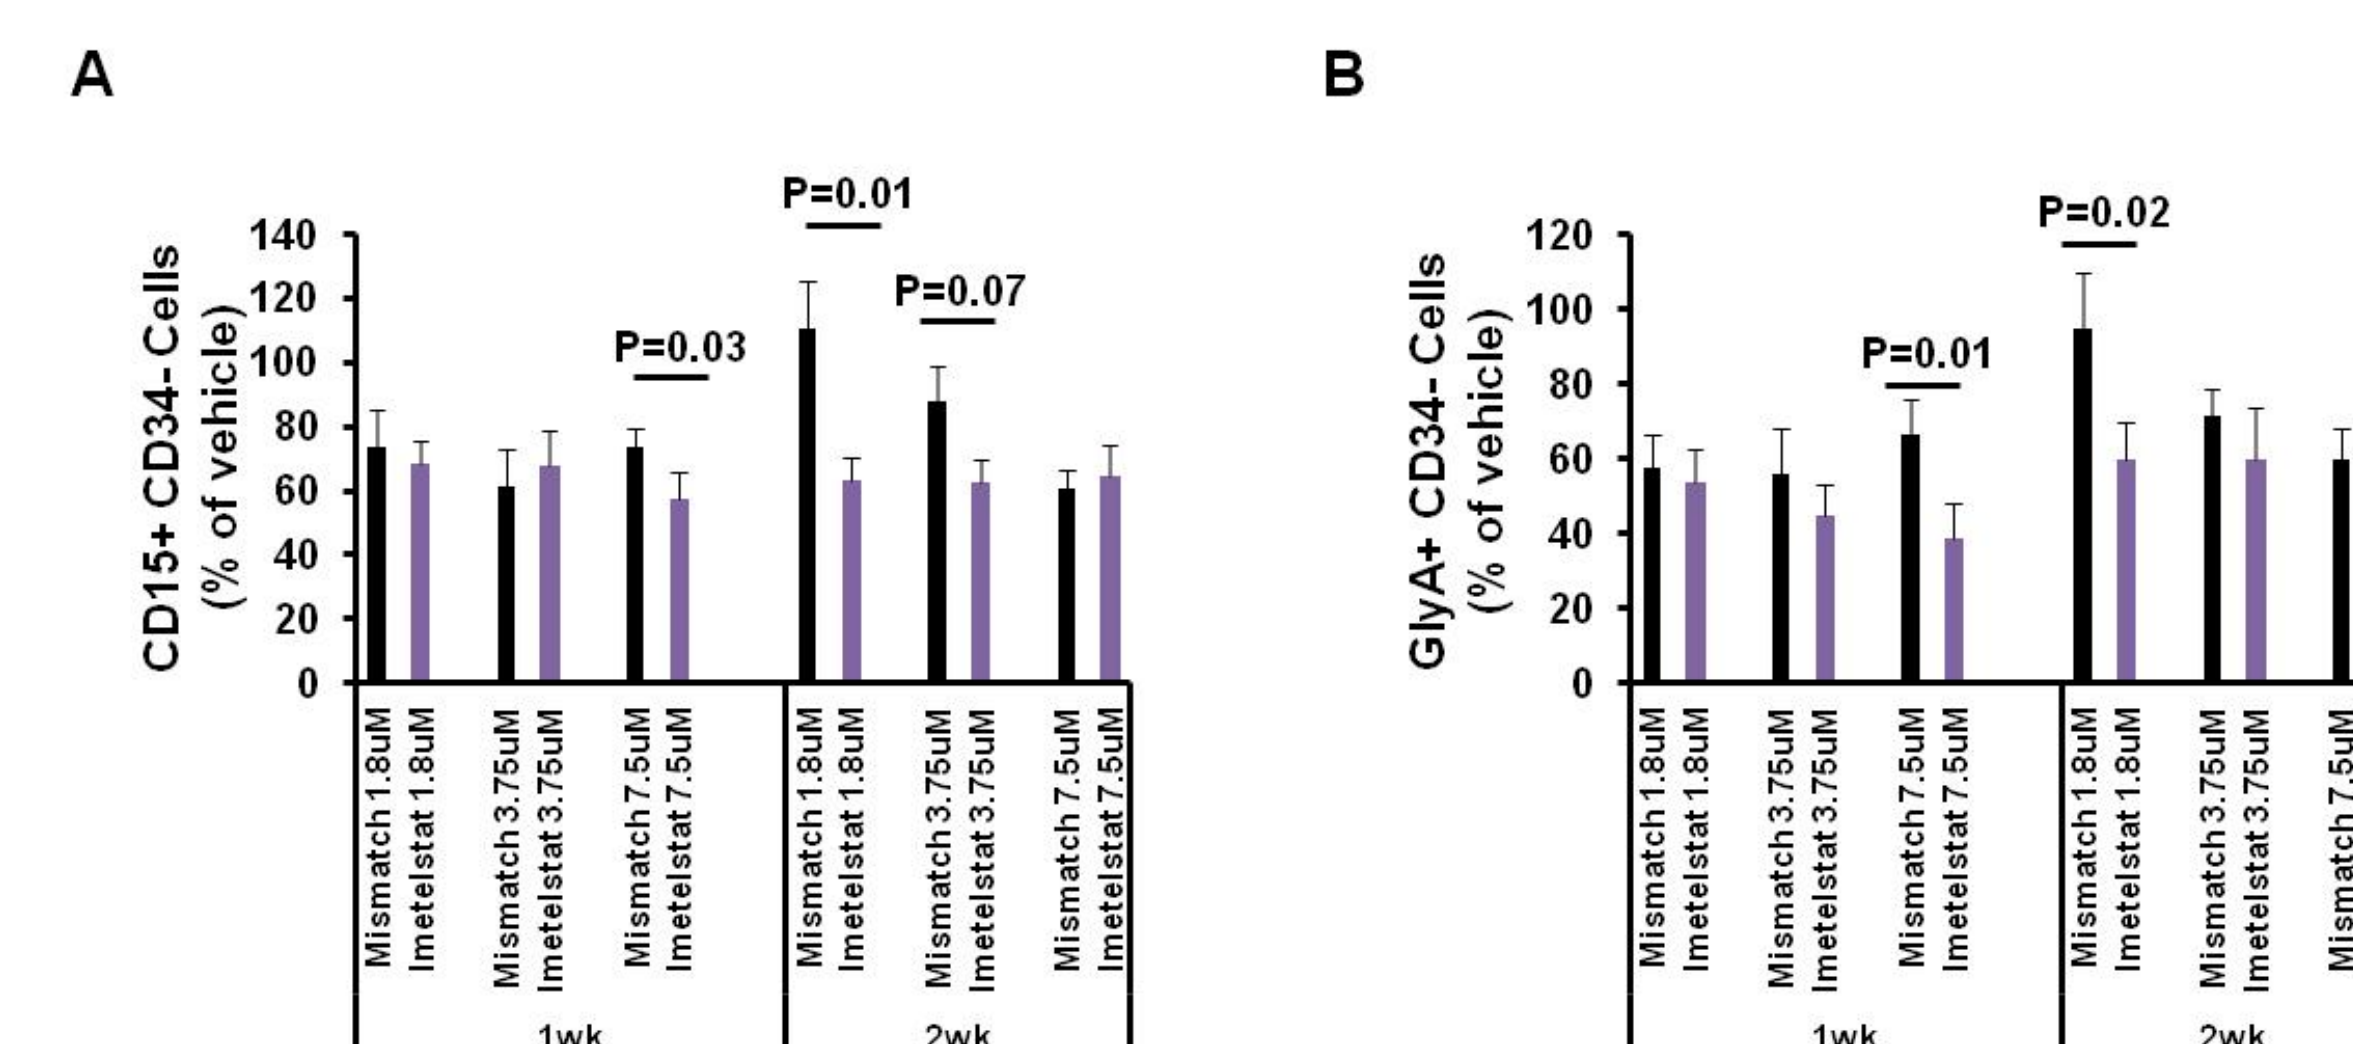 A
P=0.01
P=0.07
P=0.03
CD15+ CD34- Cells
(% of vehicle)
140
120
100
80
60
40
20
0
Mismatch 1.8uM
Imetelstat 1.8uM
Mismatch 3.75uM
Imetelstat 3.75uM
Mismatch 7.5uM
Imetelstat 7.5uM
Mismatch 1.8uM
Imetelstat 1.8uM
Mismatch 3.75uM
Imetelstat 3.75uM
Mismatch 7.5uM
Imetelstat 7.5uM
1wk
2wk
B
P=0.02
P=0.01
GlyA+ CD34- Cells
(% of vehicle)
120
100
80
60
40
20
0
Mismatch 1.8uM
Imetelstat 1.8uM
Mismatch 3.75uM
Imetelstat 3.75uM
Mismatch 7.5uM
Imetelstat 7.5uM
Mismatch 1.8uM
Imetelstat 1.8uM
Mismatch 3.75uM
Imetelstat 3.75uM
Mismatch 7.5uM
1wk
2wk